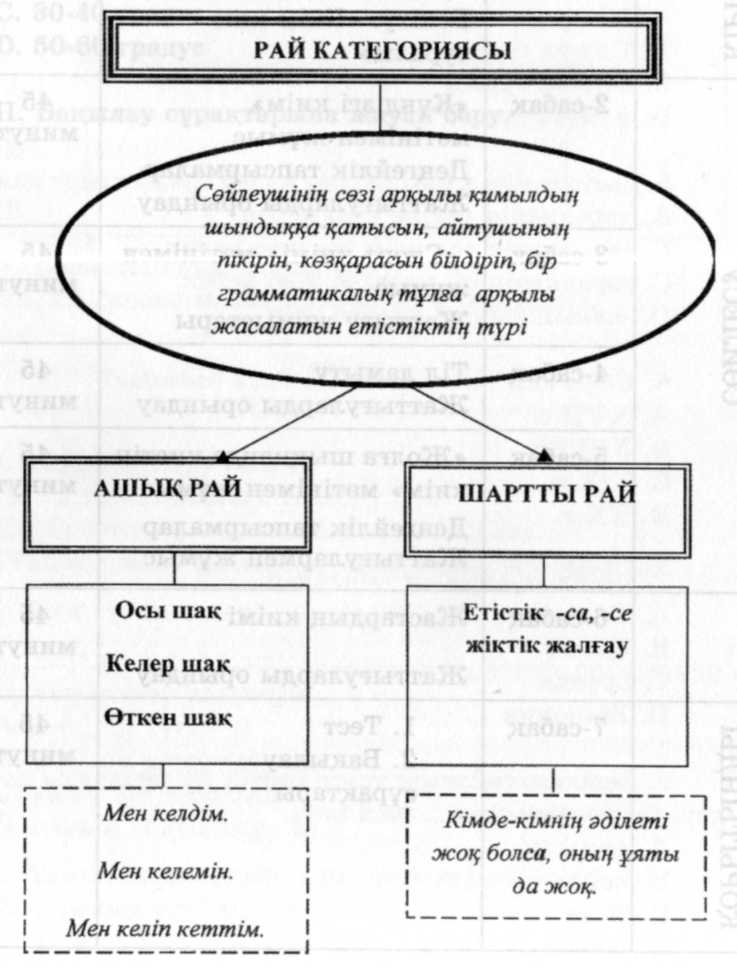 РАЙ КАТЕГОРИЯСЫ
Сөйлеушінің сөзі арқылы қимылдың
шындыққа қатысын, айтушының
пікірін, көзқарасын білдіріп, бір
грамматикалық тұлға арқылы
жасалатын етістіктің түрі
АШЫҚ РАЙ
ШАРТТЫ РАЙ
Осы шақ
Келер шақ
Өткен шақ
Етістік -са, -се
жіктік жалғау
Мен келдім.
Мен келемін.
Мен келіп кеттім.
Кімде-кімнің әділеті
жоқ болса, оның ұяты
да жоқ.